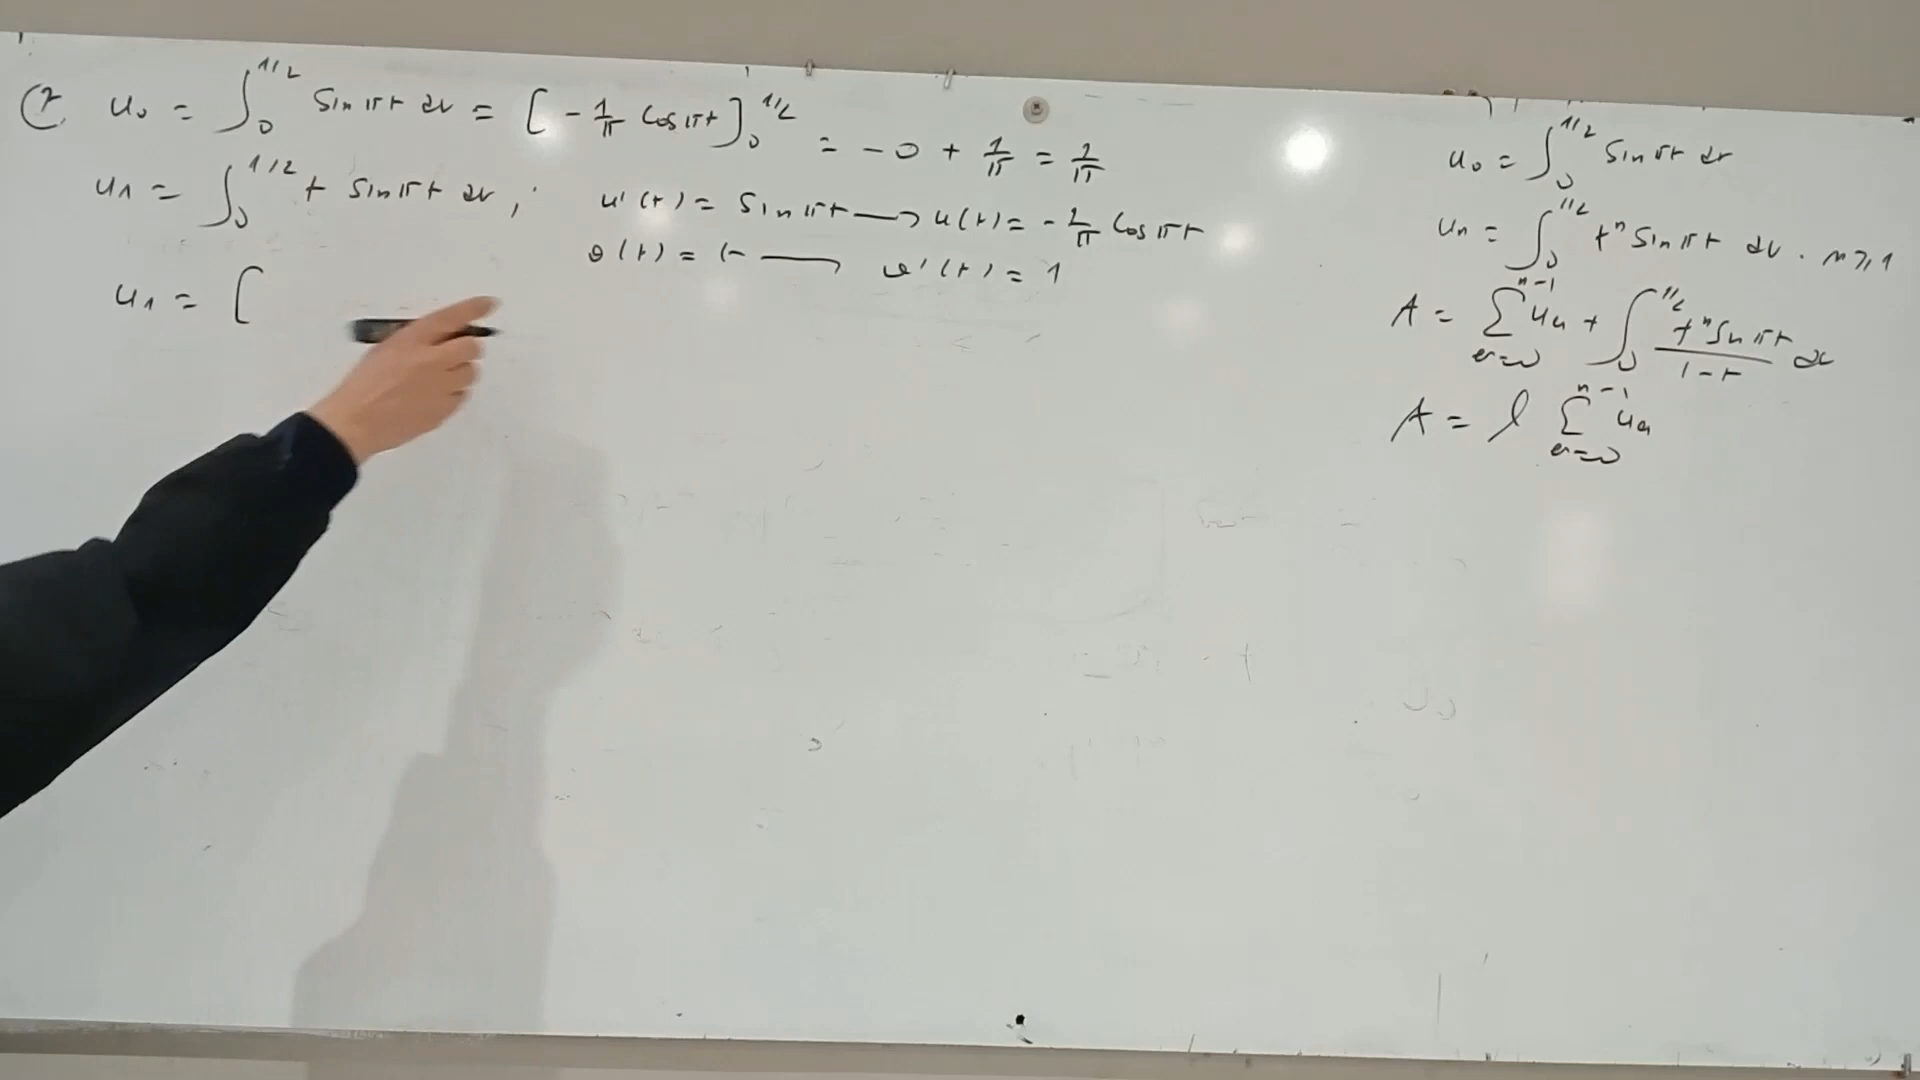 ② u₀ = ∫₀^{1/2} sin πt dt = [-1/π cos πt]₀^{1/2} = -0 + 1/π = 1/π
u₁ = ∫₀^{1/2} t sin πt dt ; u'(t) = sin πt → u(t) = -1/π cos πt
v(t) = t → v'(t) = 1
u₁ = [
u₀ = ∫₀^{1/2} sin πt dt
uₙ = ∫₀^{1/2} tⁿ sin πt dt . n ≥ 1
A = Σ_{k=0}^{n-1} u_k + ∫₀^{1/2} tⁿ sin πt / 1-t dt
A = l Σ_{k=0}^{n-1} u_k